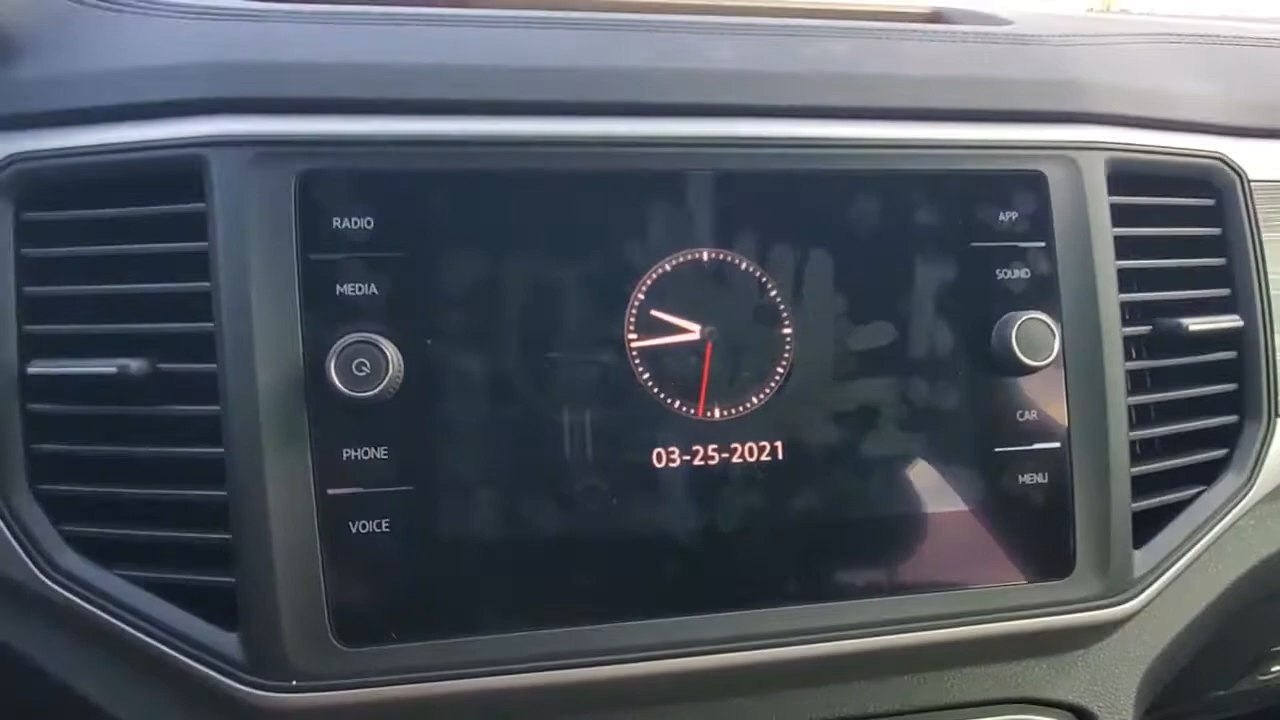 RADIO
MEDIA
PHONE
VOICE
03-25-2021
APP
SOUND
CAR
MENU